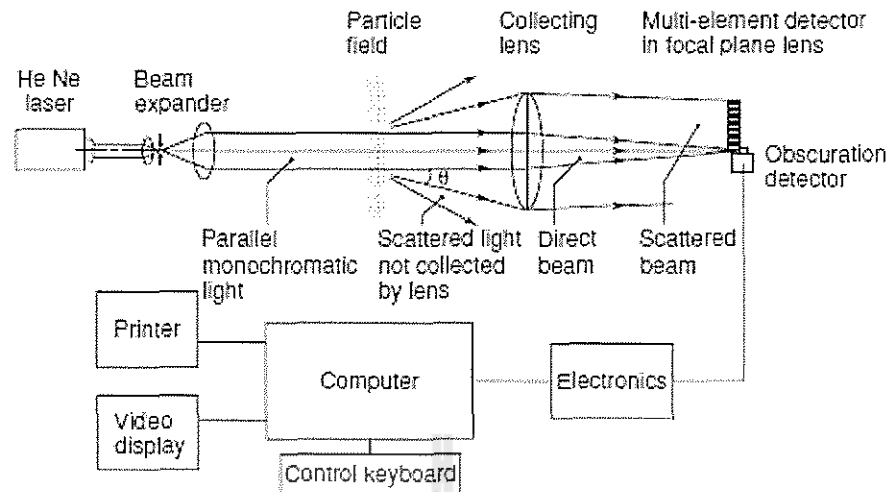 Particle
field
Collecting
lens
Multi-element detector
in focal plane lens
He Ne
laser
Beam
expander
θ
Obscuration
detector
Parallel
monochromatic
light
Scattered light
not collected
by lens
Direct
beam
Scattered
beam
Printer
Computer
Electronics
Video
display
Control keyboard